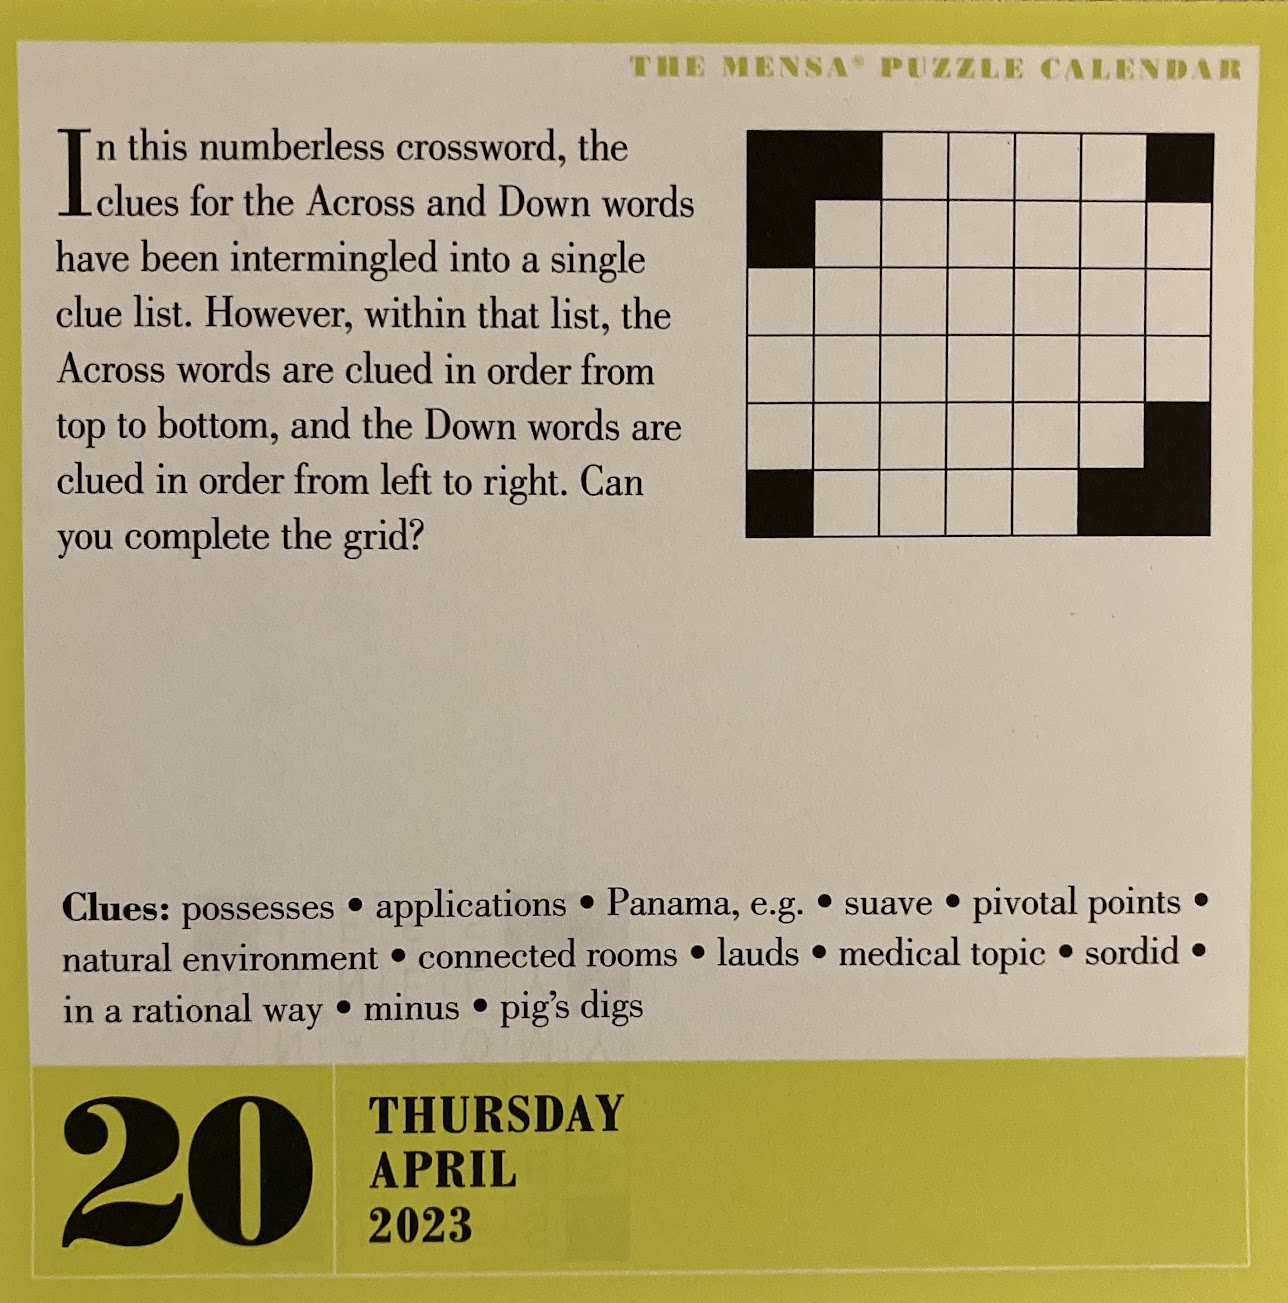 THE MENSA® PUZZLE CALENDAR
In this numberless crossword, the
clues for the Across and Down words
have been intermingled into a single
clue list. However, within that list, the
Across words are clued in order from
top to bottom, and the Down words are
clued in order from left to right. Can
you complete the grid?
Clues: possesses • applications • Panama, e.g. • suave • pivotal points •
natural environment • connected rooms • lauds • medical topic • sordid •
in a rational way • minus • pig’s digs
20
THURSDAY
APRIL
2023